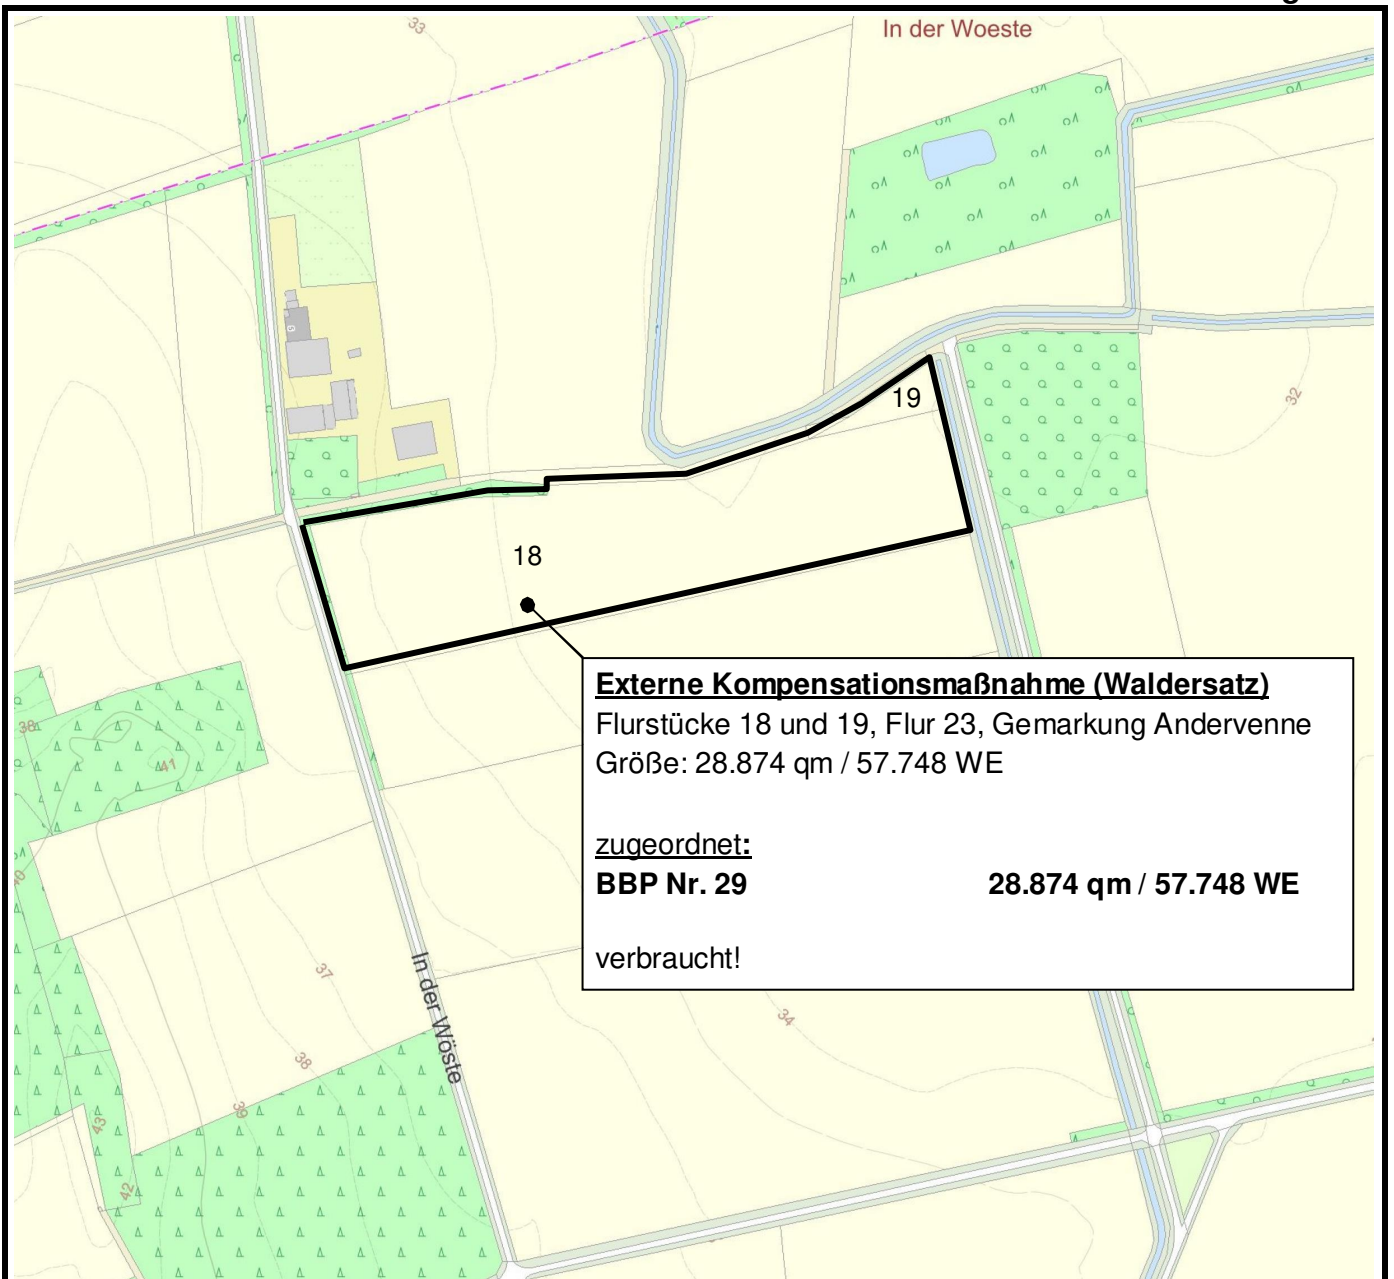 In der Woeste
33
32
19
18
Externe Kompensationsmaßnahme (Waldersatz)
Flurstücke 18 und 19, Flur 23, Gemarkung Andervenne
Größe: 28.874 qm / 57.748 WE
zugeordnet:
BBP Nr. 29 28.874 qm / 57.748 WE
verbraucht!
38
41
40
37
In der Wöste
34
38
39
43
42